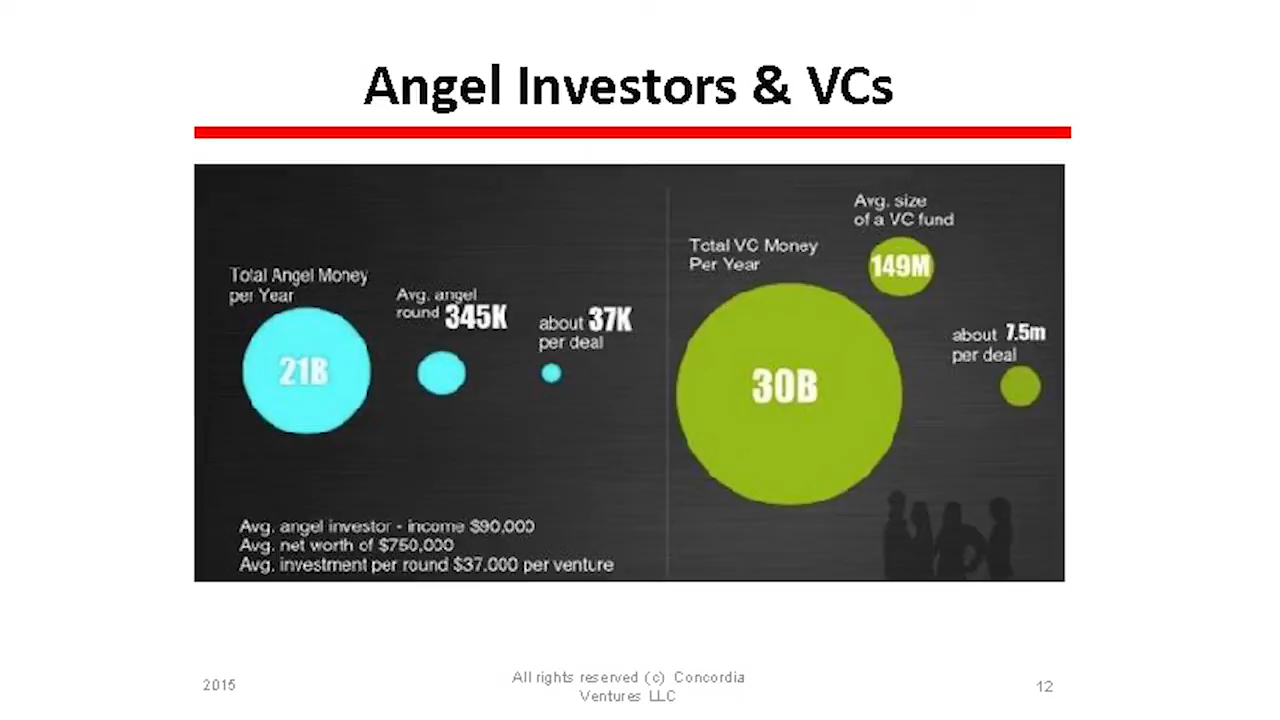 Angel Investors & VCs
Total Angel Money
per Year
21B
Avg. angel
round 345K
about 37K
per deal
Avg. angel investor - income $90,000
Avg. net worth of $750,000
Avg. investment per round $37.000 per venture
Total VC Money
Per Year
30B
Avg. size
of a VC fund
149M
about 7.5m
per deal
2015
All rights reserved (c) Concordia
Ventures LLC
12